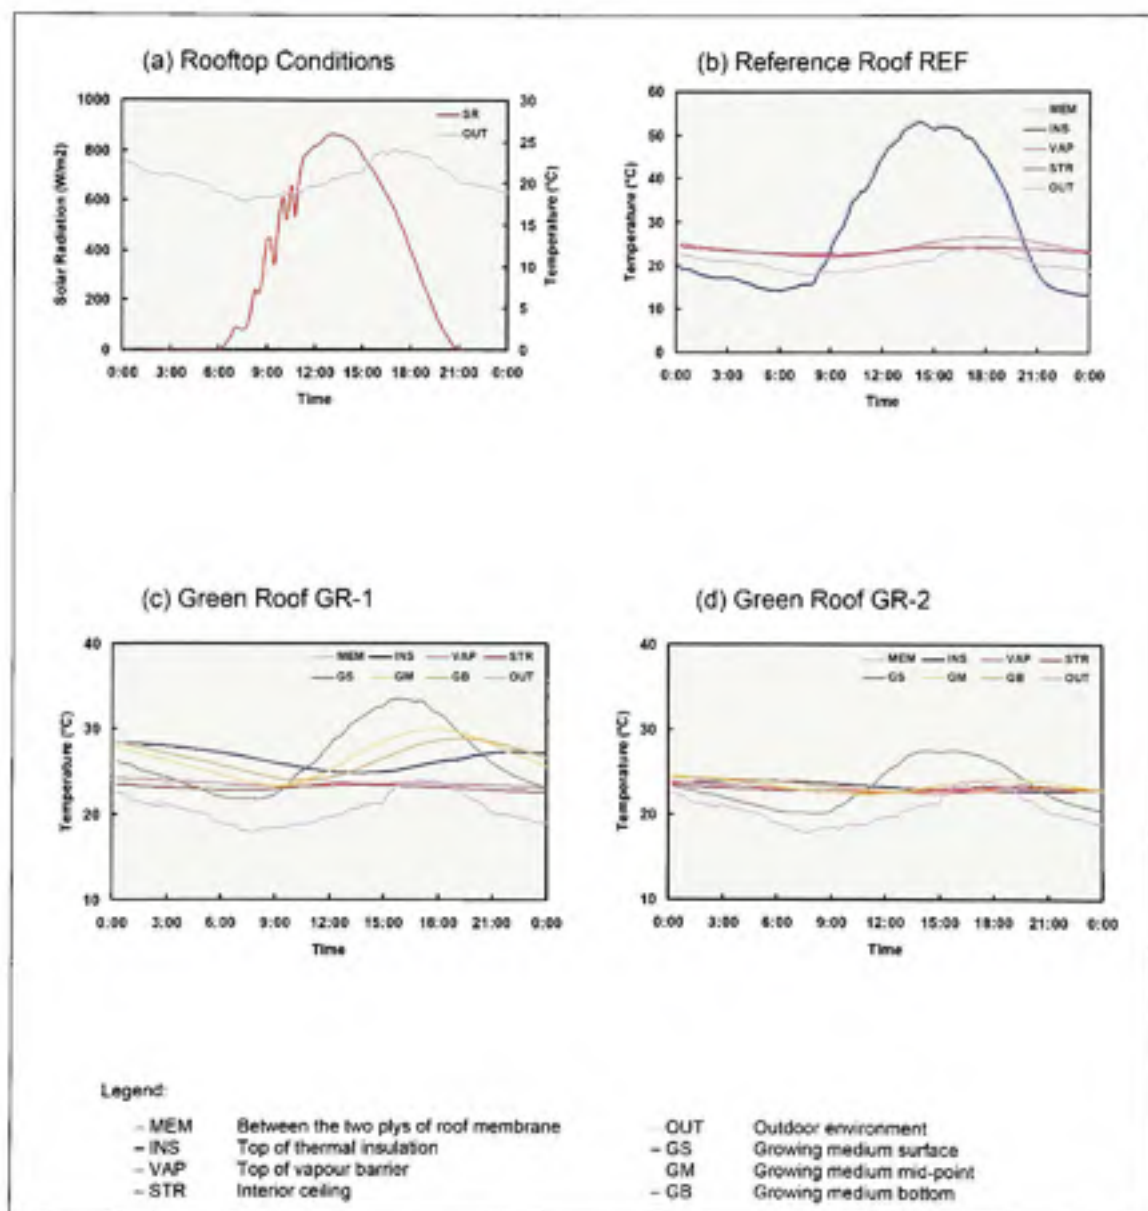 (a) Rooftop Conditions
1000
800
600
400
200
0
Solar Radiation (W/m2)
SR
OUT
30
25
20
15
10
5
0
Temperature (°C)
0:00 3:00 6:00 9:00 12:00 15:00 18:00 21:00 0:00
Time
(b) Reference Roof REF
60
50
40
30
20
10
0
Temperature (°C)
MEM
INS
VAP
STR
OUT
0:00 3:00 6:00 9:00 12:00 15:00 18:00 21:00 0:00
Time
(c) Green Roof GR-1
40
30
20
10
Temperature (°C)
MEM INS VAP STR
GS GM GB OUT
0:00 3:00 6:00 9:00 12:00 15:00 18:00 21:00 0:00
Time
(d) Green Roof GR-2
40
30
20
10
Temperature (°C)
MEM INS VAP STR
GS GM GB OUT
0:00 3:00 6:00 9:00 12:00 15:00 18:00 21:00 0:00
Time
Legend:
MEM Between the two plys of roof membrane
INS Top of thermal insulation
VAP Top of vapour barrier
STR Interior ceiling
OUT Outdoor environment
GS Growing medium surface
GM Growing medium mid-point
GB Growing medium bottom